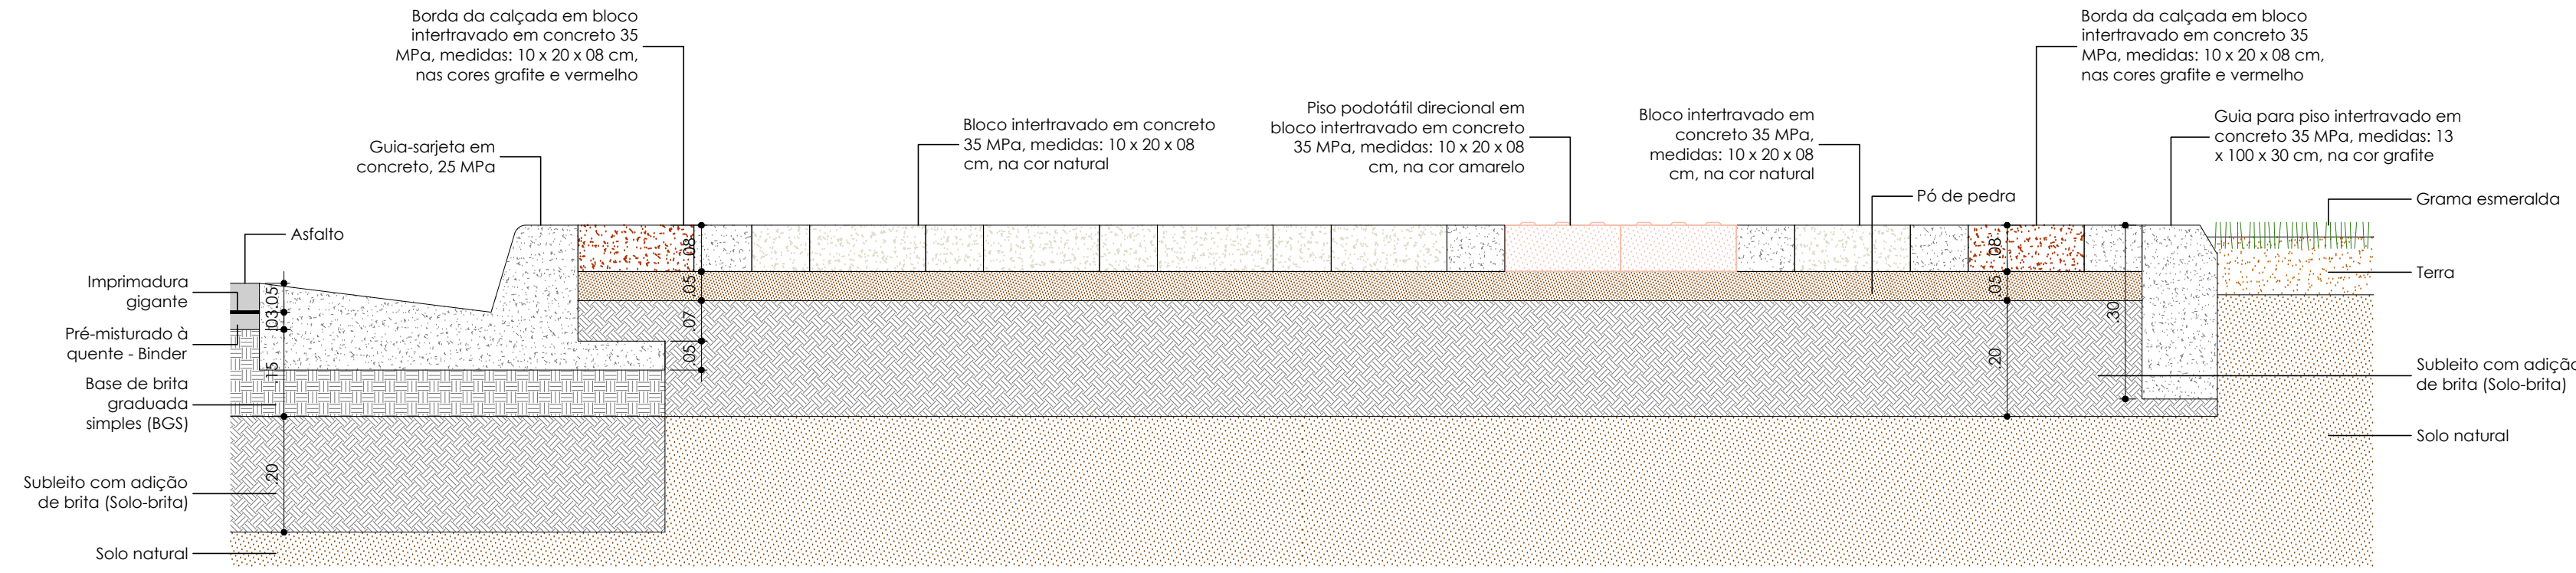 Borda da calçada em bloco
intertravado em concreto 35
MPa, medidas: 10 x 20 x 08 cm,
nas cores grafite e vermelho
Guia-sarjeta em
concreto, 25 MPa
Bloco intertravado em concreto
35 MPa, medidas: 10 x 20 x 08
cm, na cor natural
Piso podotátil direcional em
bloco intertravado em concreto
35 MPa, medidas: 10 x 20 x 08
cm, na cor amarelo
Bloco intertravado em
concreto 35 MPa,
medidas: 10 x 20 x 08
cm, na cor natural
Borda da calçada em bloco
intertravado em concreto 35
MPa, medidas: 10 x 20 x 08 cm,
nas cores grafite e vermelho
Guia para piso intertravado em
concreto 35 MPa, medidas: 13
x 100 x 30 cm, na cor grafite
Pó de pedra
Grama esmeralda
Terra
Subleito com adição
de brita (Solo-brita)
Solo natural
Asfalto
Imprimadura
gigante
Pré-misturado à
quente - Binder
Base de brita
graduada
simples (BGS)
Subleito com adição
de brita (Solo-brita)
Solo natural
.05
.03
.15
.20
.08
.05
.07
.05
.08
.05
.20
.30